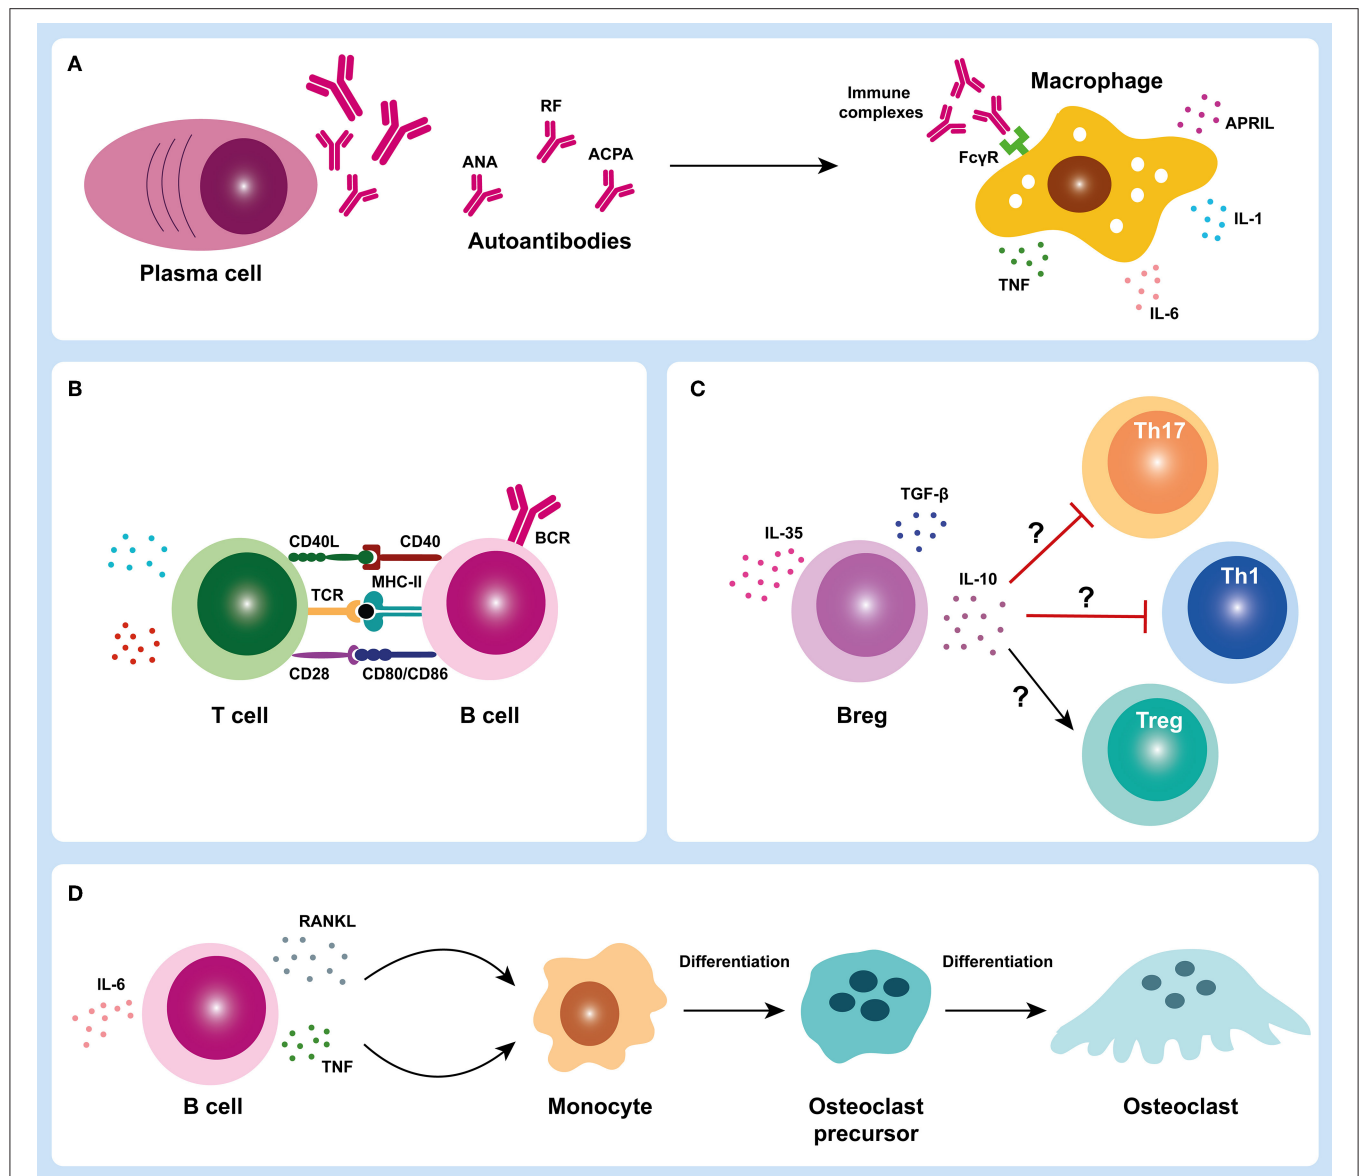 A
Immune
complexes
Macrophage
RF
ANA
ACPA
FcγR
APRIL
IL-1
Autoantibodies
Plasma cell
TNF
IL-6
B
CD40L
CD40
BCR
TCR
MHC-II
CD28
CD80/CD86
T cell
B cell
C
Th17
TGF-β
IL-35
?
IL-10
Th1
?
?
Treg
Breg
D
RANKL
IL-6
TNF
Differentiation
Differentiation
B cell
Monocyte
Osteoclast
precursor
Osteoclast